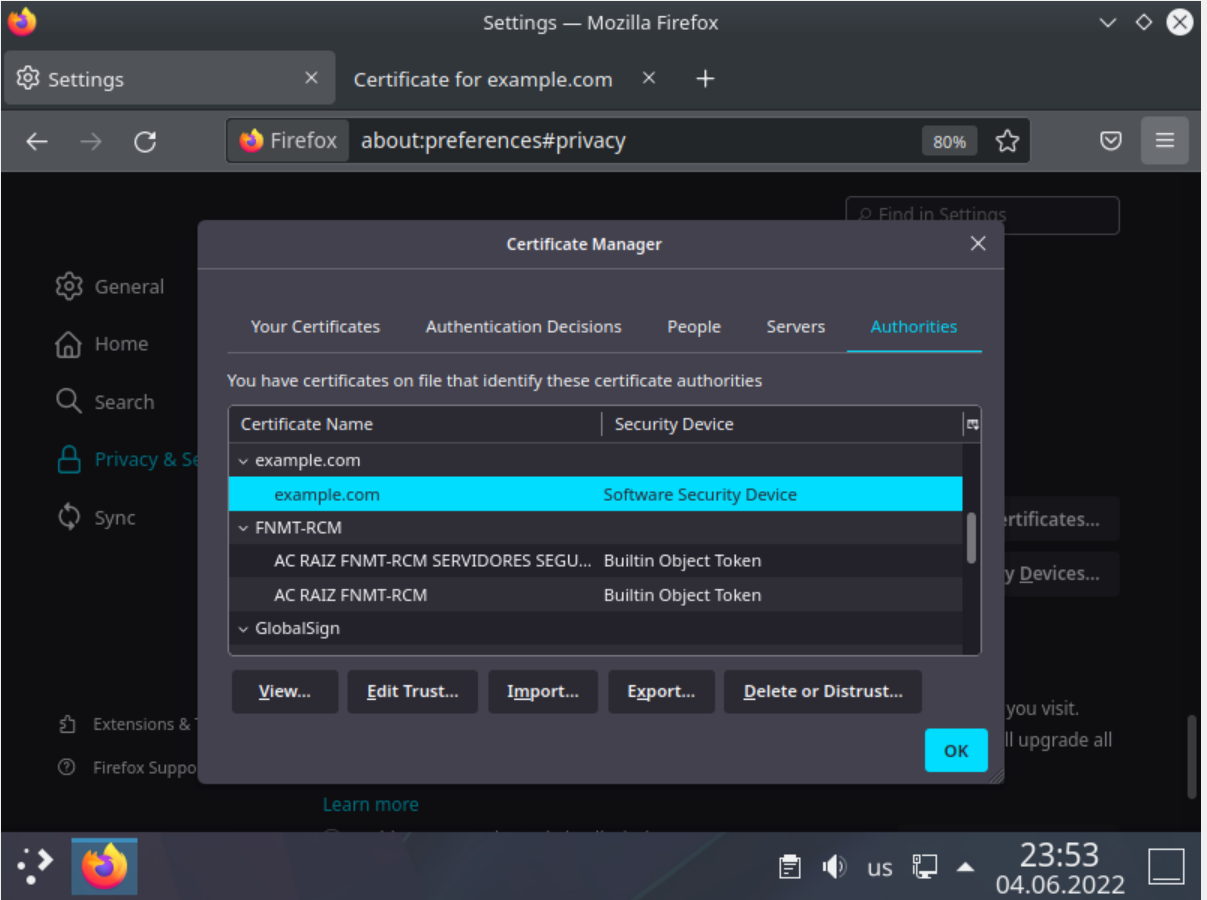 Settings — Mozilla Firefox
Settings
Certificate for example.com
Firefox about:preferences#privacy 80%
Find in Settings
Certificate Manager
General
Your Certificates Authentication Decisions People Servers Authorities
Home
You have certificates on file that identify these certificate authorities
Search
Certificate Name Security Device
example.com
Privacy & Se
example.com Software Security Device
Sync
rtificates...
FNMT-RCM
AC RAIZ FNMT-RCM SERVIDORES SEGU... Builtin Object Token
y Devices...
AC RAIZ FNMT-RCM Builtin Object Token
GlobalSign
View... Edit Trust... Import... Export... Delete or Distrust...
you visit.
Extensions &
ll upgrade all
OK
Firefox Suppo
Learn more
us
23:53
04.06.2022